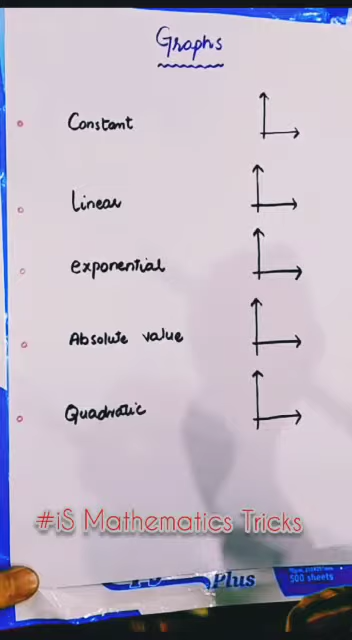 Graphs
Constant
Linear
exponential
Absolute value
Quadratic
#iS Mathematics Tricks
Plus
500 sheets